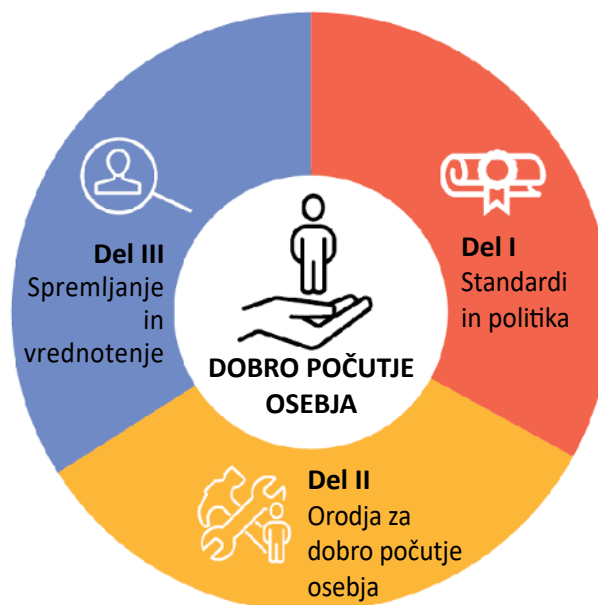 Del I
Standardi
in politika
Del II
Orodja za
dobro počutje
osebja
Del III
Spremljanje
in
vrednotenje
DOBRO POČUTJE
OSEBJA